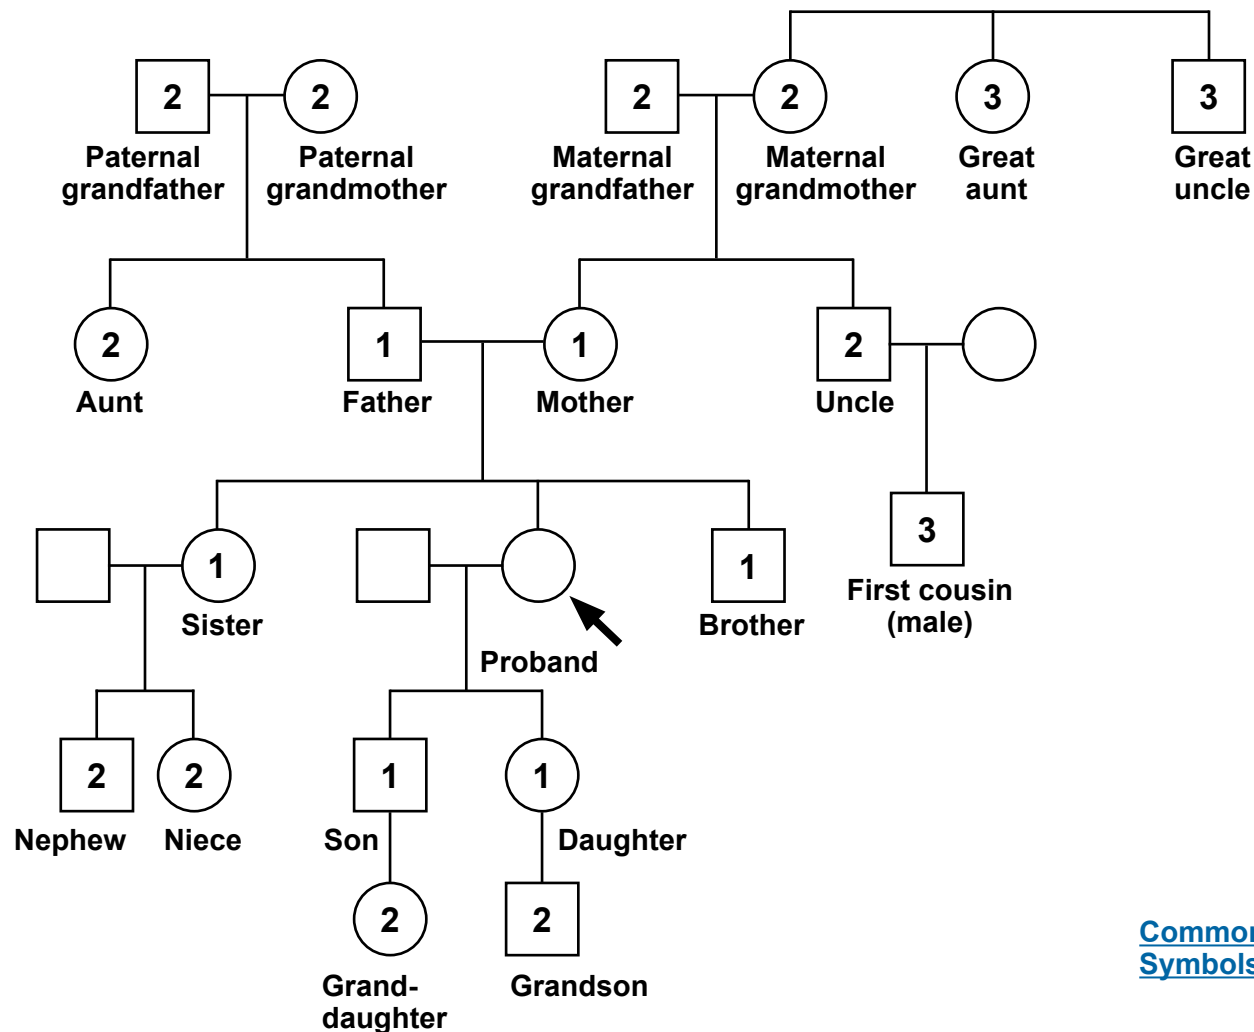 2
2
2
2
3
3
Paternal
grandfather
Paternal
grandmother
Maternal
grandfather
Maternal
grandmother
Great
aunt
Great
uncle
2
1
1
2
Aunt
Father
Mother
Uncle
1
1
3
Sister
Proband
Brother
First cousin
(male)
2
2
1
1
Nephew
Niece
Son
Daughter
2
2
Grand-
daughter
Grandson
Common
Symbols